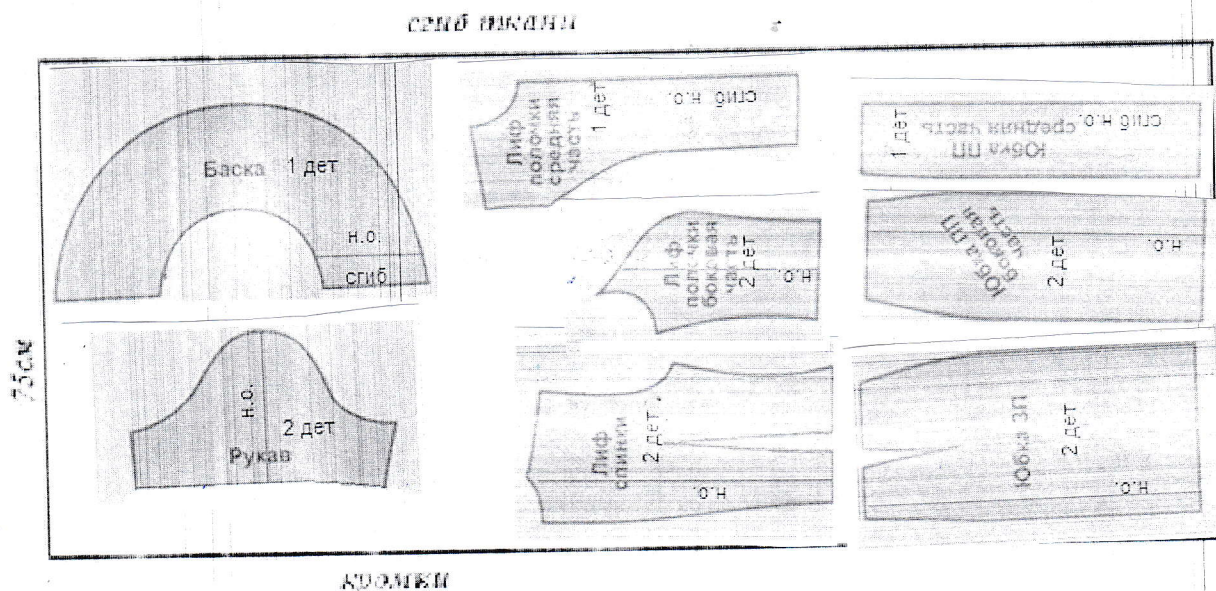 сгиб ткани
Баска 1 дет
н.о.
сгиб
Лиф
полочки
средняя
часть
1 дет
сгиб н.о.
1 дет
Юбка ПП
средняя часть
сгиб н.о.
Лиф
полочки
боковая
часть
2 дет
н.о.
Юбка ПП
боковая
часть
2 дет
н.о.
75см
н.о.
2 дет
Рукав
Лиф
спинки
2 дет.
н.о.
Юбка ЗП
2 дет
н.о.
кромки